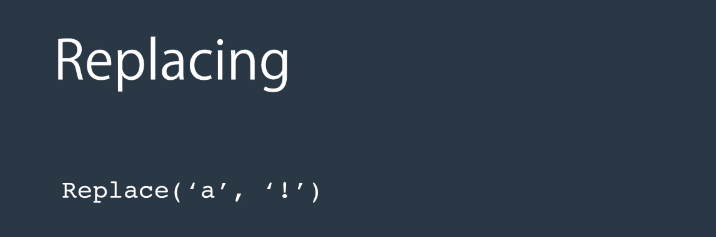 Replacing
Replace(‘a’, ‘!’)